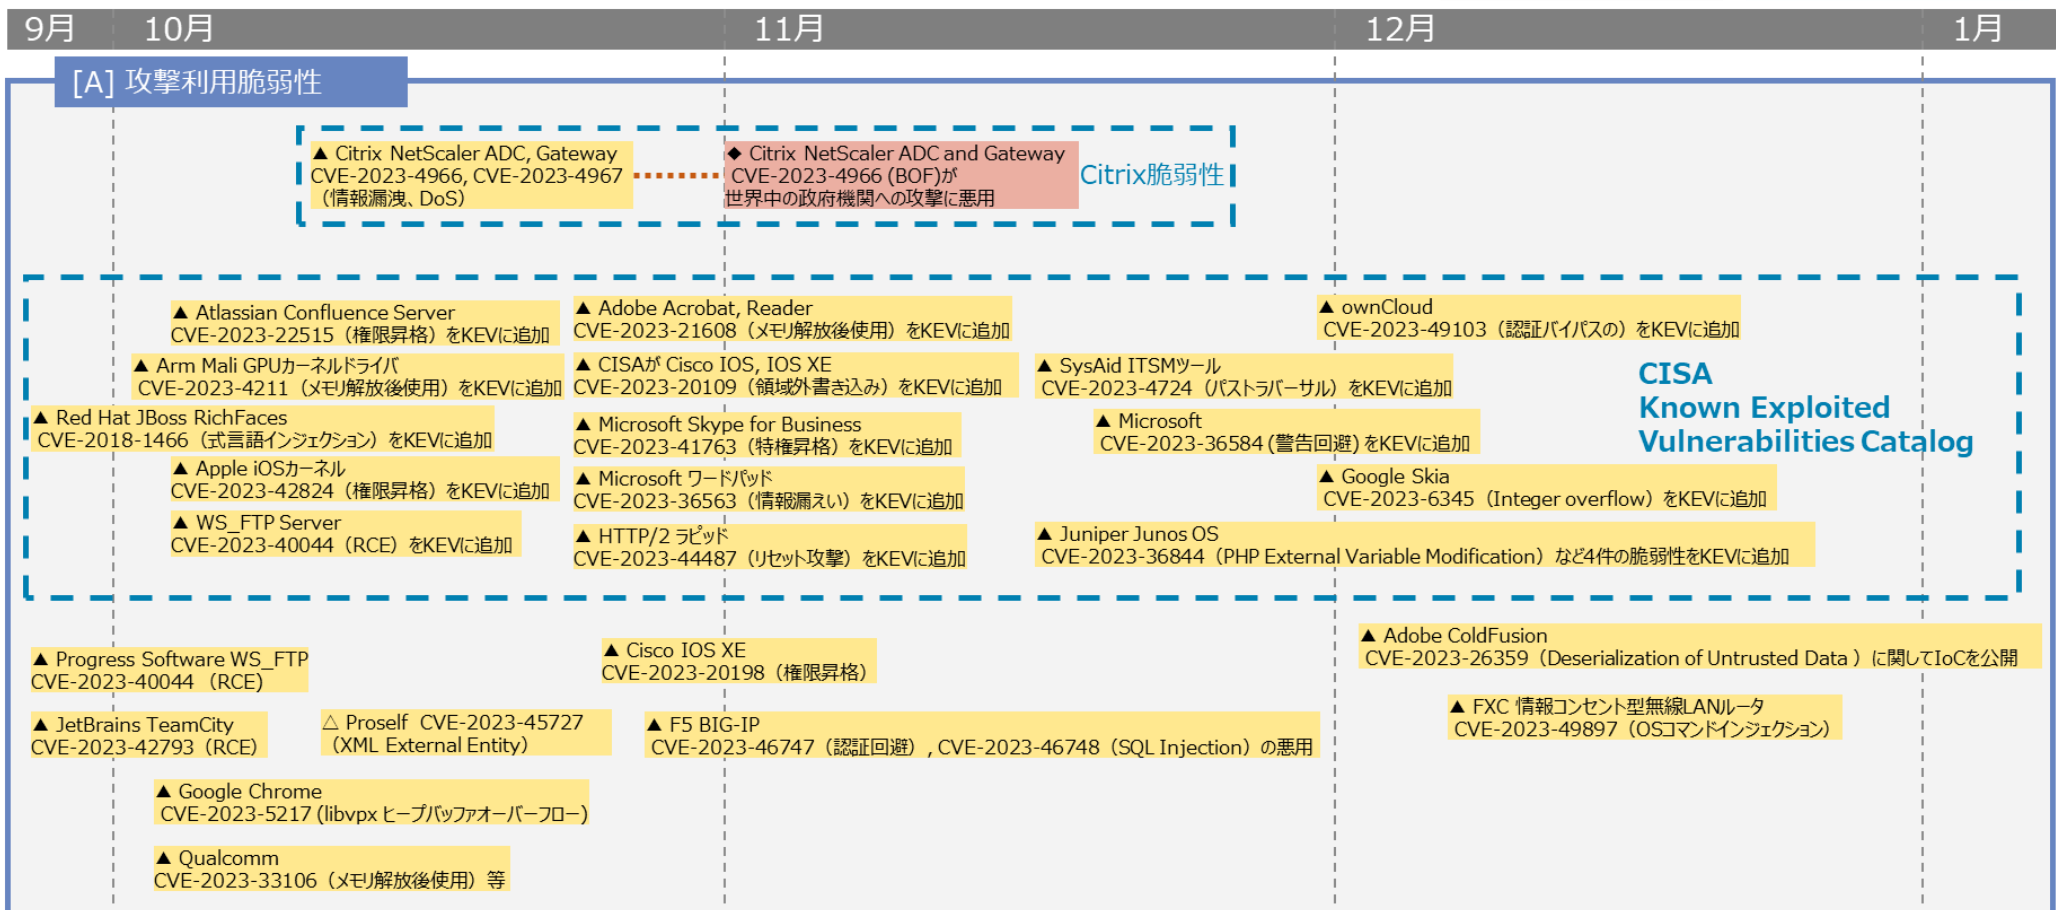 9月 10月 11月 12月 1月
[A] 攻撃利用脆弱性
▲ Citrix NetScaler ADC, Gateway
CVE-2023-4966, CVE-2023-4967
（情報漏洩、DoS）
◆ Citrix NetScaler ADC and Gateway
CVE-2023-4966 (BOF)が
世界中の政府機関への攻撃に悪用
Citrix脆弱性
▲ Atlassian Confluence Server
CVE-2023-22515（権限昇格）をKEVに追加
▲ Arm Mali GPUカーネルドライバ
CVE-2023-4211（メモリ解放後使用）をKEVに追加
▲ Red Hat JBoss RichFaces
CVE-2018-1466（式言語インジェクション）をKEVに追加
▲ Apple iOSカーネル
CVE-2023-42824（権限昇格）をKEVに追加
▲ WS_FTP Server
CVE-2023-40044（RCE）をKEVに追加
▲ Adobe Acrobat, Reader
CVE-2023-21608（メモリ解放後使用）をKEVに追加
▲ CISAが Cisco IOS, IOS XE
CVE-2023-20109（領域外書き込み）をKEVに追加
▲ Microsoft Skype for Business
CVE-2023-41763（特権昇格）をKEVに追加
▲ Microsoft ワードパッド
CVE-2023-36563（情報漏えい）をKEVに追加
▲ HTTP/2 ラピッド
CVE-2023-44487（リセット攻撃）をKEVに追加
▲ ownCloud
CVE-2023-49103（認証バイパスの）をKEVに追加
▲ SysAid ITSMツール
CVE-2023-4724（パストラバーサル）をKEVに追加
▲ Microsoft
CVE-2023-36584 (警告回避) をKEVに追加
▲ Google Skia
CVE-2023-6345（Integer overflow）をKEVに追加
▲ Juniper Junos OS
CVE-2023-36844（PHP External Variable Modification）など4件の脆弱性をKEVに追加
CISA
Known Exploited
Vulnerabilities Catalog
▲ Progress Software WS_FTP
CVE-2023-40044 （RCE)
▲ JetBrains TeamCity
CVE-2023-42793（RCE）
△ Proself CVE-2023-45727
（XML External Entity）
▲ Google Chrome
CVE-2023-5217 (libvpx ヒープバッファオーバーフロー)
▲ Qualcomm
CVE-2023-33106（メモリ解放後使用）等
▲ Cisco IOS XE
CVE-2023-20198（権限昇格）
▲ F5 BIG-IP
CVE-2023-46747（認証回避）, CVE-2023-46748（SQL Injection）の悪用
▲ Adobe ColdFusion
CVE-2023-26359（Deserialization of Untrusted Data ）に関してIoCを公開
▲ FXC 情報コンセント型無線LANルータ
CVE-2023-49897（OSコマンドインジェクション）